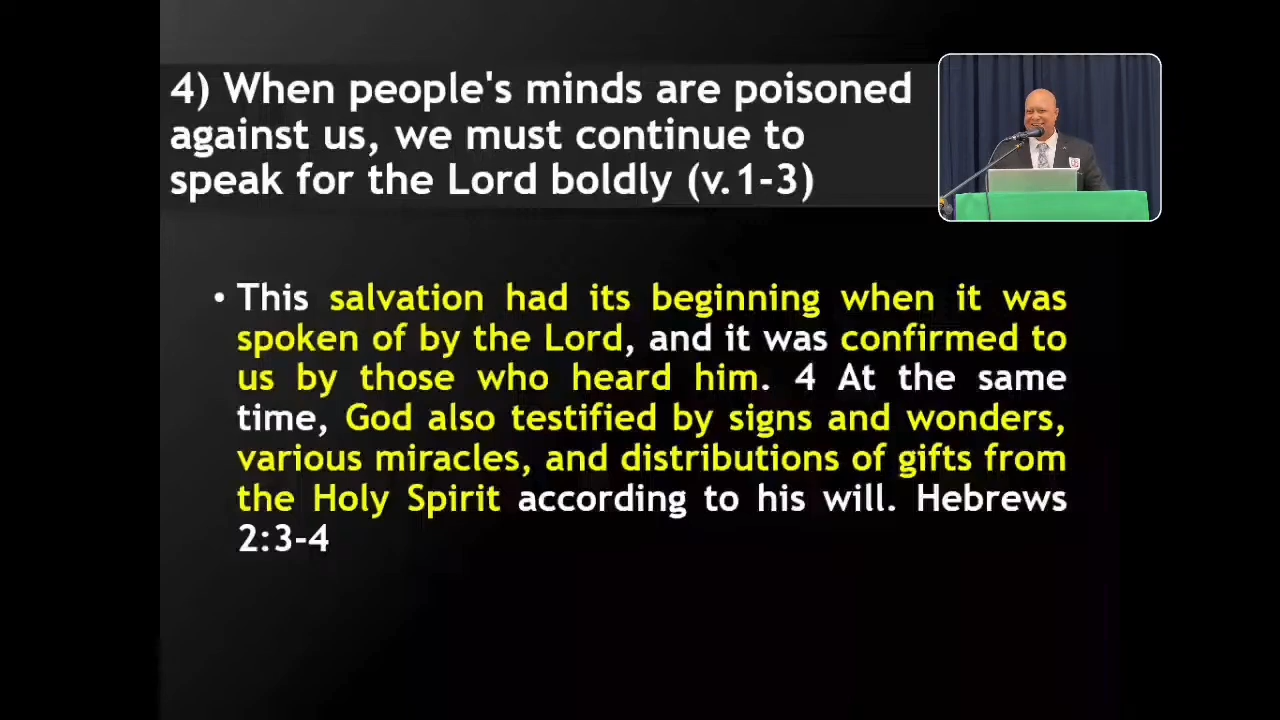 4) When people's minds are poisoned
against us, we must continue to
speak for the Lord boldly (v.1-3)
• This salvation had its beginning when it was
spoken of by the Lord, and it was confirmed to
us by those who heard him. 4 At the same
time, God also testified by signs and wonders,
various miracles, and distributions of gifts from
the Holy Spirit according to his will. Hebrews
2:3-4